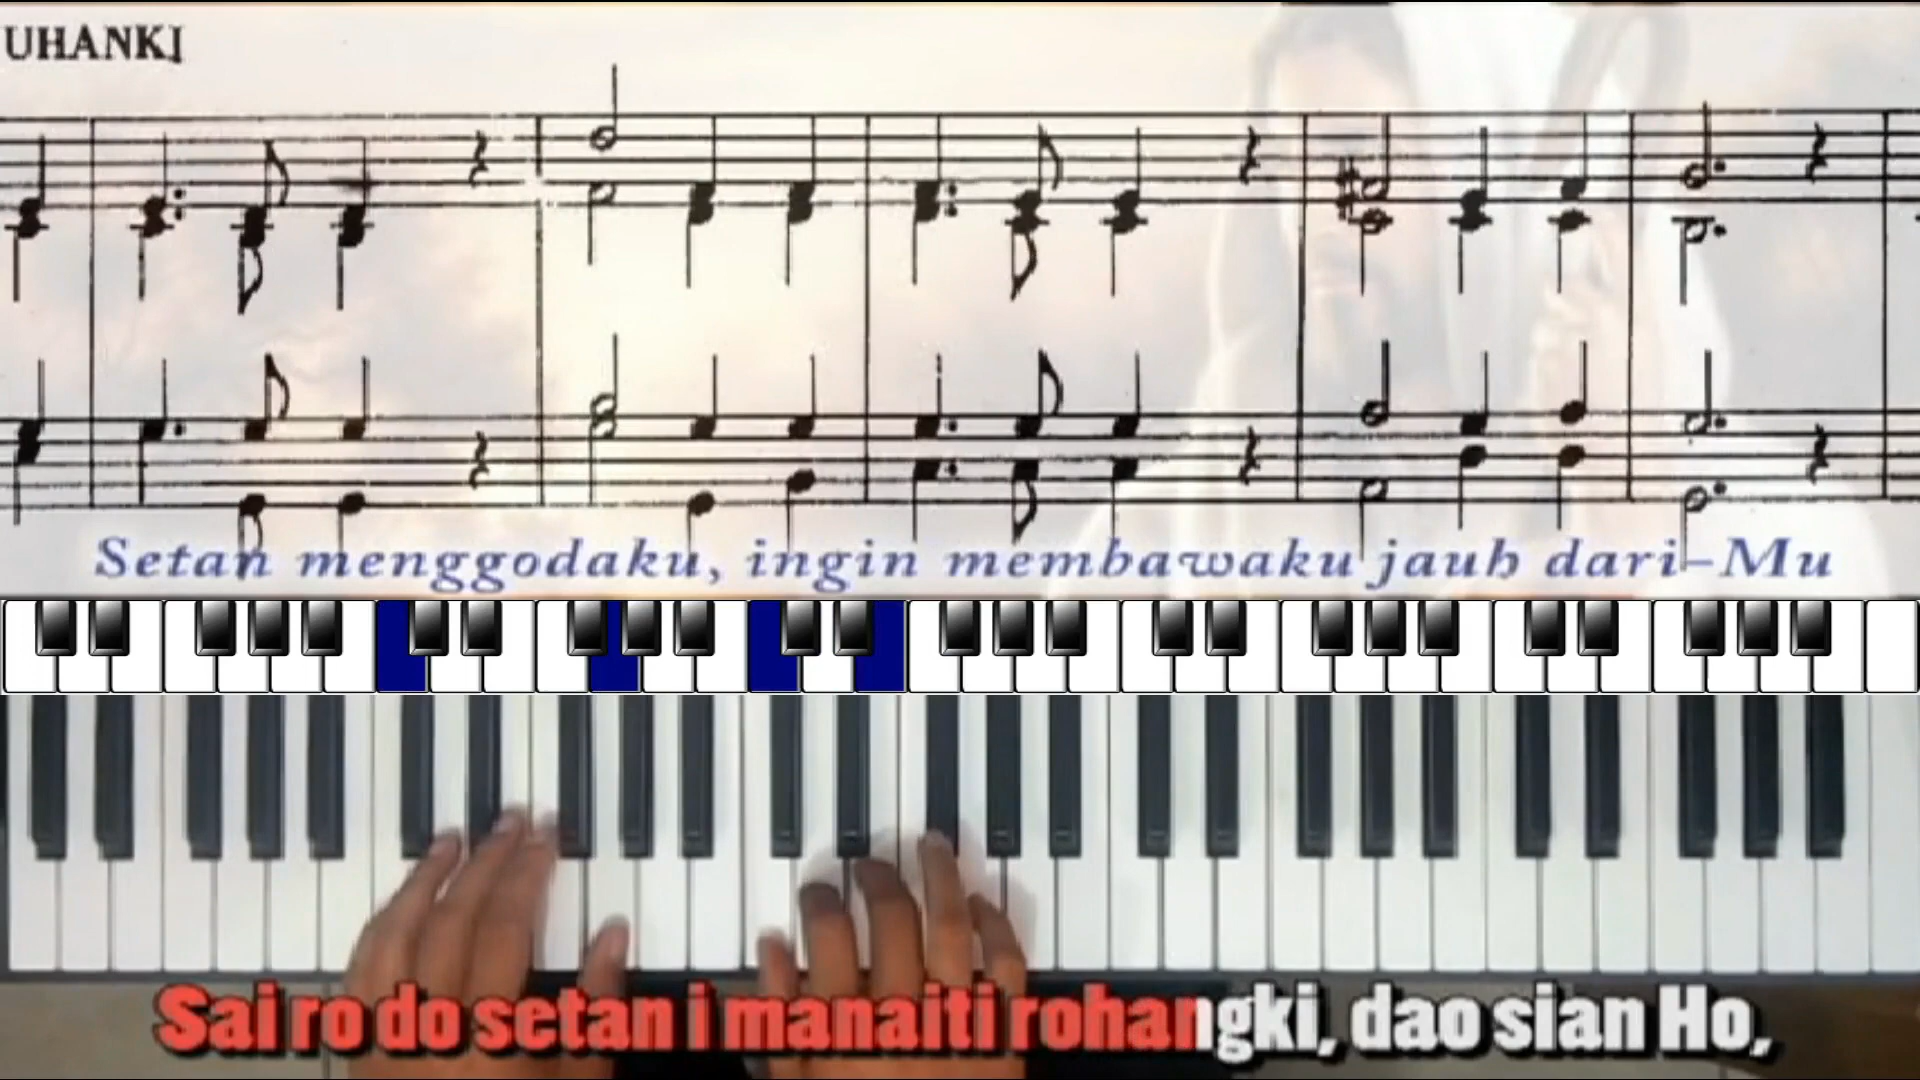 UHANKI
Setan menggodaku, ingin membawaku jauh dari-Mu
Sai ro do setan i manaiti rohangki, dao sian Ho,